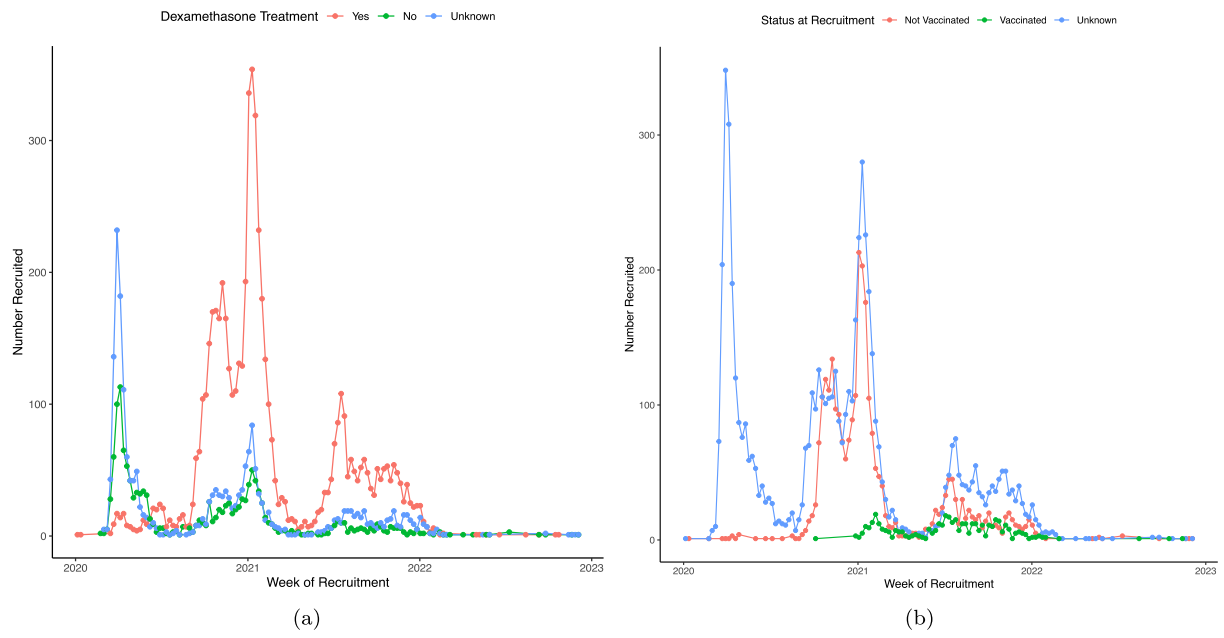 Dexamethasone Treatment Yes No Unknown
Number Recruited
300
200
100
0
2020 2021 2022 2023
Week of Recruitment
(a)
Status at Recruitment Not Vaccinated Vaccinated Unknown
Number Recruited
300
200
100
0
2020 2021 2022 2023
Week of Recruitment
(b)